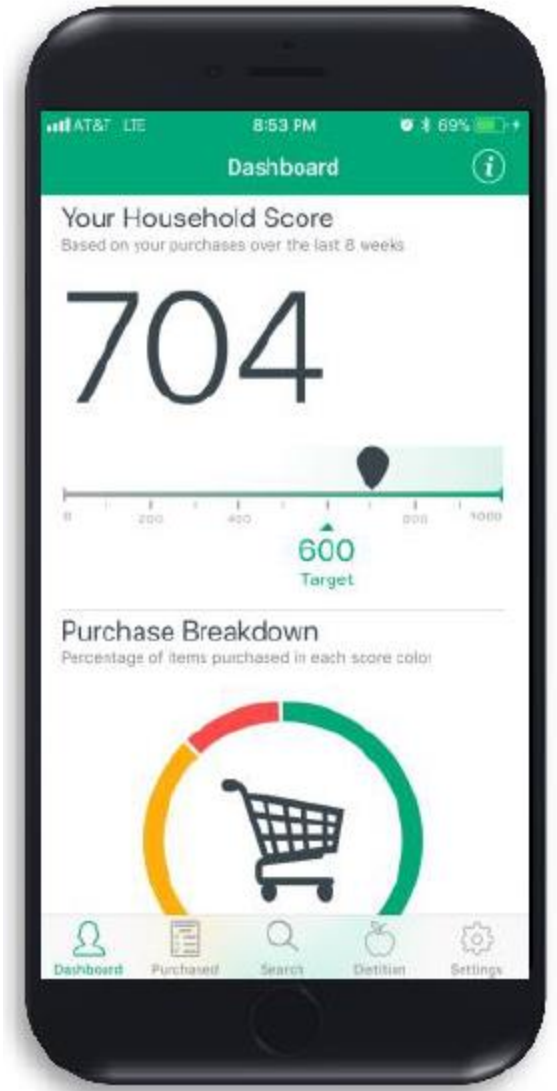 AT&T LTE 8:53 PM 69%
Dashboard i
Your Household Score
Based on your purchases over the last 8 weeks
704
0 200 400 800 1000
600
Target
Purchase Breakdown
Percentage of items purchased in each score color
Dashboard Purchased Search Dietitian Settings